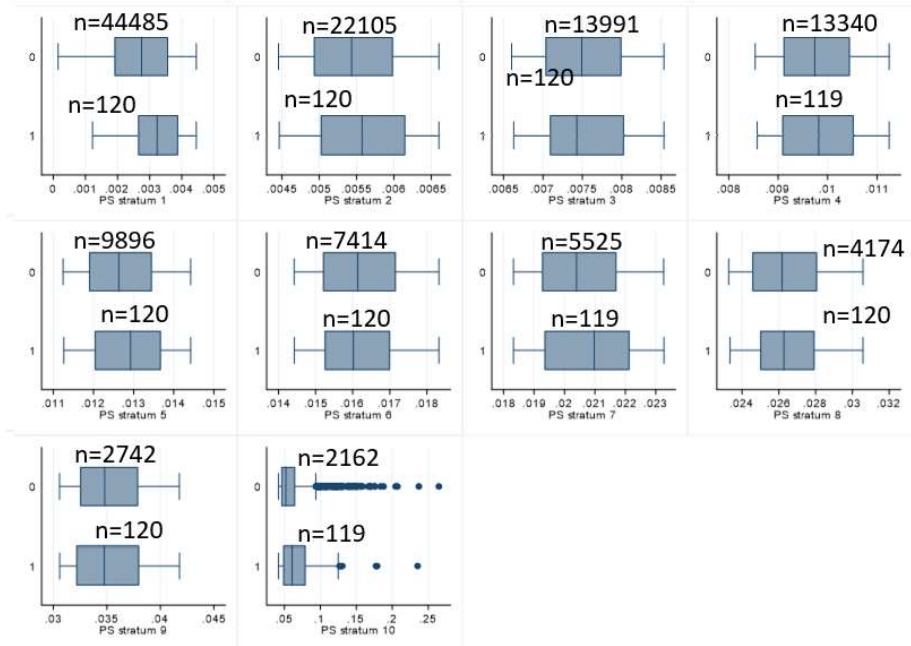 n=44485
0
n=120
1
0 .001 .002 .003 .004 .005
PS stratum 1
n=22105
0
n=120
1
.0045 .005 .0055 .006 .0065
PS stratum 2
n=13991
0
n=120
1
.0065 .007 .0075 .008 .0085
PS stratum 3
n=13340
0
n=119
1
.008 .009 .01 .011
PS stratum 4
n=9896
0
n=120
1
.011 .012 .013 .014 .015
PS stratum 5
n=7414
0
n=120
1
.014 .015 .016 .017 .018
PS stratum 6
n=5525
0
n=119
1
.018 .019 .02 .021 .022 .023
PS stratum 7
n=4174
0
n=120
1
.024 .026 .028 .03 .032
PS stratum 8
n=2742
0
n=120
1
.03 .035 .04 .045
PS stratum 9
n=2162
0
n=119
1
.05 .1 .15 .2 .25
PS stratum 10